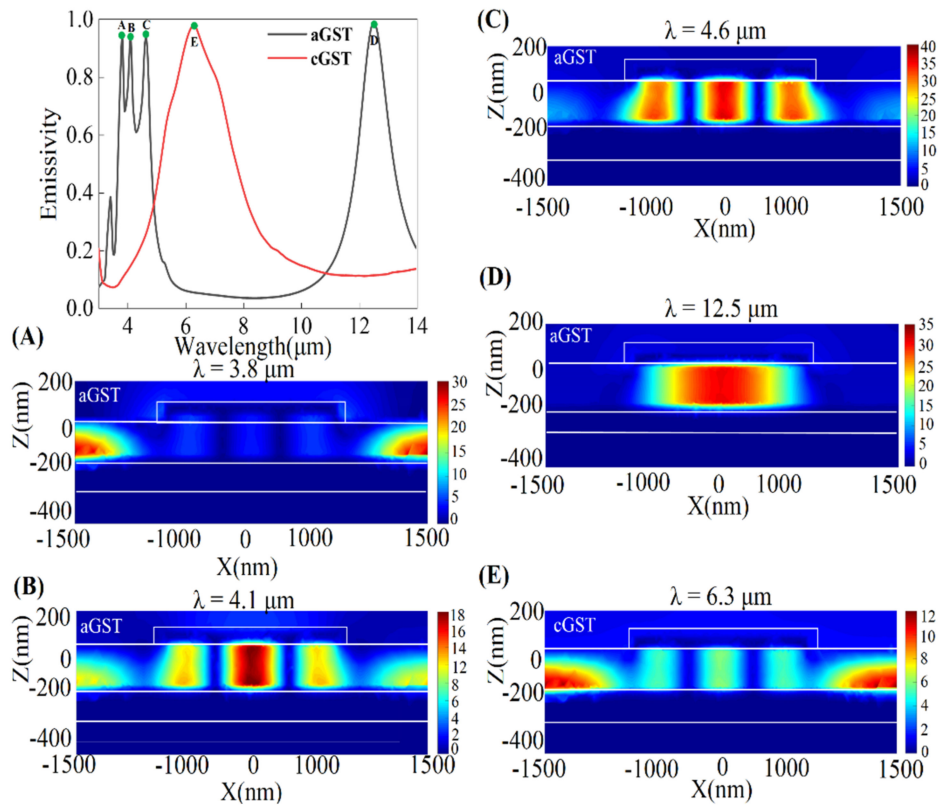 1.0
0.8
0.6
0.4
0.2
0.0
Emissivity
A
B
C
E
D
aGST
cGST
4 6 8 10 12 14
Wavelength(μm)
(A)
λ = 3.8 μm
aGST
200
0
-200
-400
Z(nm)
-1500 -1000 0 1000 1500
X(nm)
30
25
20
15
10
5
0
(B)
λ = 4.1 μm
aGST
200
0
-200
-400
Z(nm)
-1500 -1000 0 1000 1500
X(nm)
18
16
14
12
10
8
6
4
2
0
(C)
λ = 4.6 μm
aGST
200
0
-200
-400
Z(nm)
-1500 -1000 0 1000 1500
X(nm)
40
35
30
25
20
15
10
5
0
(D)
λ = 12.5 μm
aGST
200
0
-200
-400
Z(nm)
-1500 -1000 0 1000 1500
X(nm)
35
30
25
20
15
10
5
0
(E)
λ = 6.3 μm
cGST
200
0
-200
-400
Z(nm)
-1500 -1000 0 1000 1500
X(nm)
12
10
8
6
4
2
0